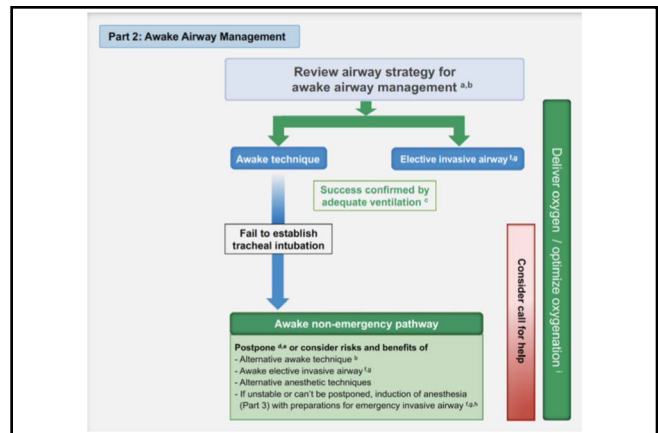 Part 2: Awake Airway Management
Review airway strategy for
awake airway management a,b
Awake technique
Elective invasive airway f,g
Success confirmed by
adequate ventilation c
Fail to establish
tracheal intubation
Awake non-emergency pathway
Postpone d,e or consider risks and benefits of
- Alternative awake technique b
- Awake elective invasive airway f,g
- Alternative anesthetic techniques
- If unstable or can't be postponed, induction of anesthesia
(Part 3) with preparations for emergency invasive airway f,g,h
Consider call for help
Deliver oxygen / optimize oxygenation i